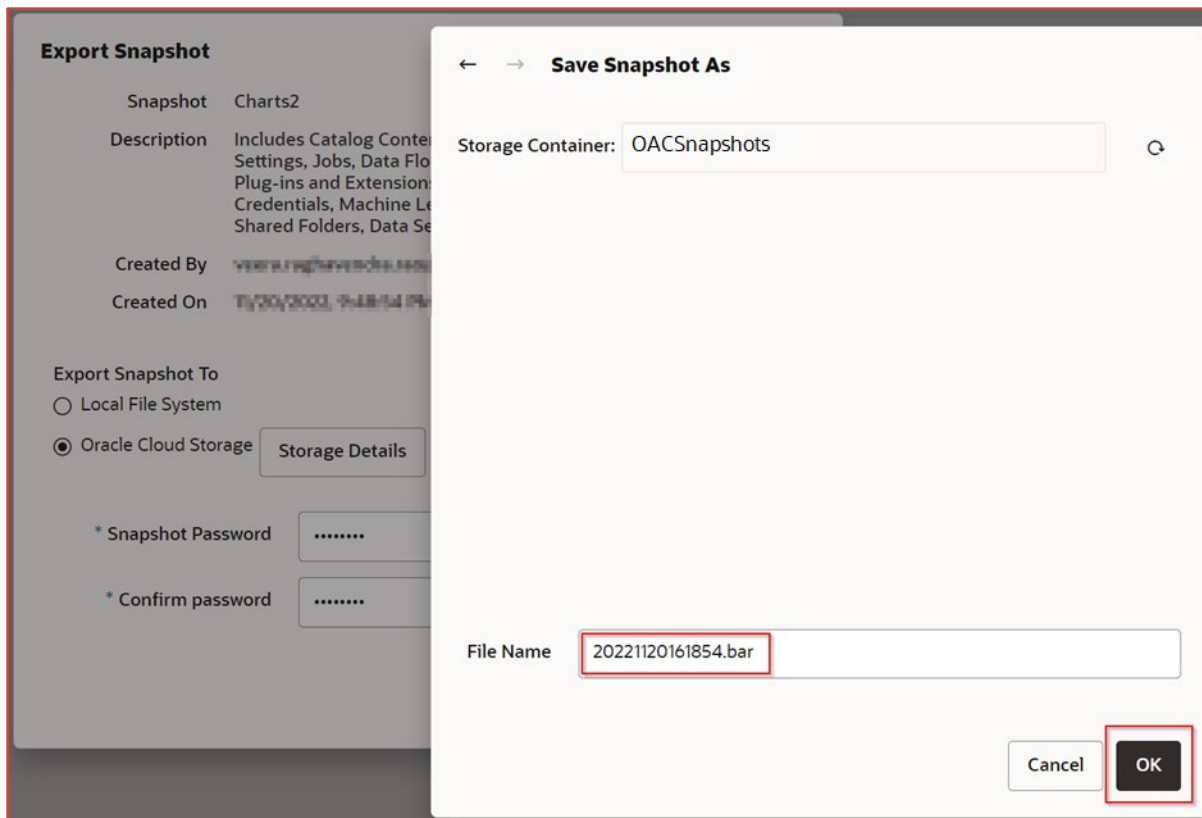 Export Snapshot
Snapshot Charts2
Description Includes Catalog Conte
Settings, Jobs, Data Flo
Plug-ins and Extension
Credentials, Machine Le
Shared Folders, Data Se
Created By
Created On
Export Snapshot To
Local File System
Oracle Cloud Storage Storage Details
* Snapshot Password ••••••••
* Confirm password ••••••••
← → Save Snapshot As
Storage Container: OACSnapshots
File Name 20221120161854.bar
Cancel OK